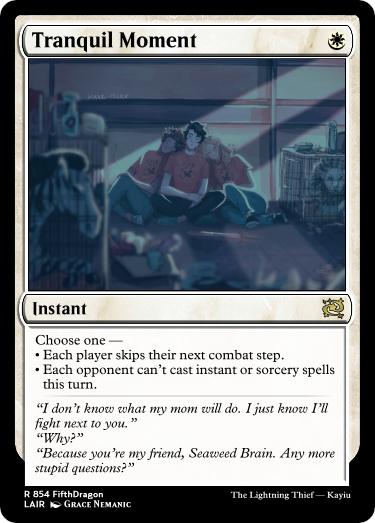 Tranquil Moment
Instant
Choose one —
• Each player skips their next combat step.
• Each opponent can't cast instant or sorcery spells
this turn.
“I don't know what my mom will do. I just know I'll
fight next to you.”
“Why?”
“Because you're my friend, Seaweed Brain. Any more
stupid questions?”
R 854 FifthDragon
LAIR Grace Nemanic
The Lightning Thief — Kayiu